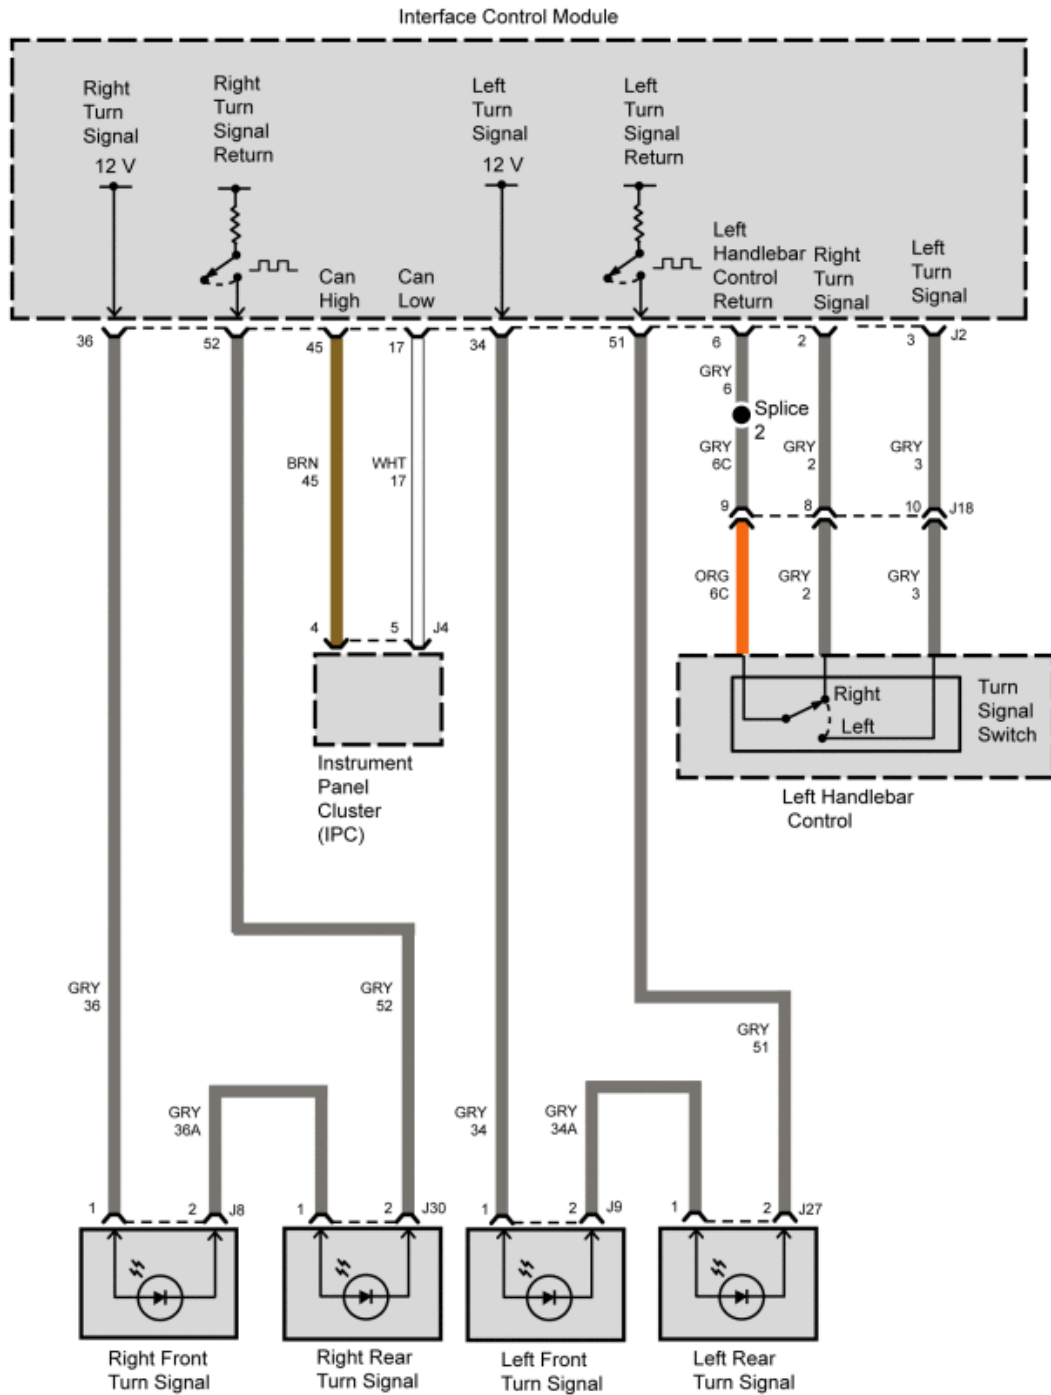 Interface Control Module
Right
Turn
Signal
12 V
Right
Turn
Signal
Return
Left
Turn
Signal
12 V
Left
Turn
Signal
Return
Can
High
Can
Low
Left
Handlebar
Control
Return
Right
Turn
Signal
Left
Turn
Signal
36
52
45
17
34
51
6
2
3
J2
GRY
6
Splice
2
BRN
45
WHT
17
GRY
6C
GRY
2
GRY
3
9
8
10
J18
ORG
6C
GRY
2
GRY
3
4
5
J4
Right
Left
Turn
Signal
Switch
Instrument
Panel
Cluster
(IPC)
Left Handlebar
Control
GRY
36
GRY
52
GRY
51
GRY
36A
GRY
34
GRY
34A
1
2
J8
1
2
J30
1
2
J9
1
2
J27
Right Front
Turn Signal
Right Rear
Turn Signal
Left Front
Turn Signal
Left Rear
Turn Signal